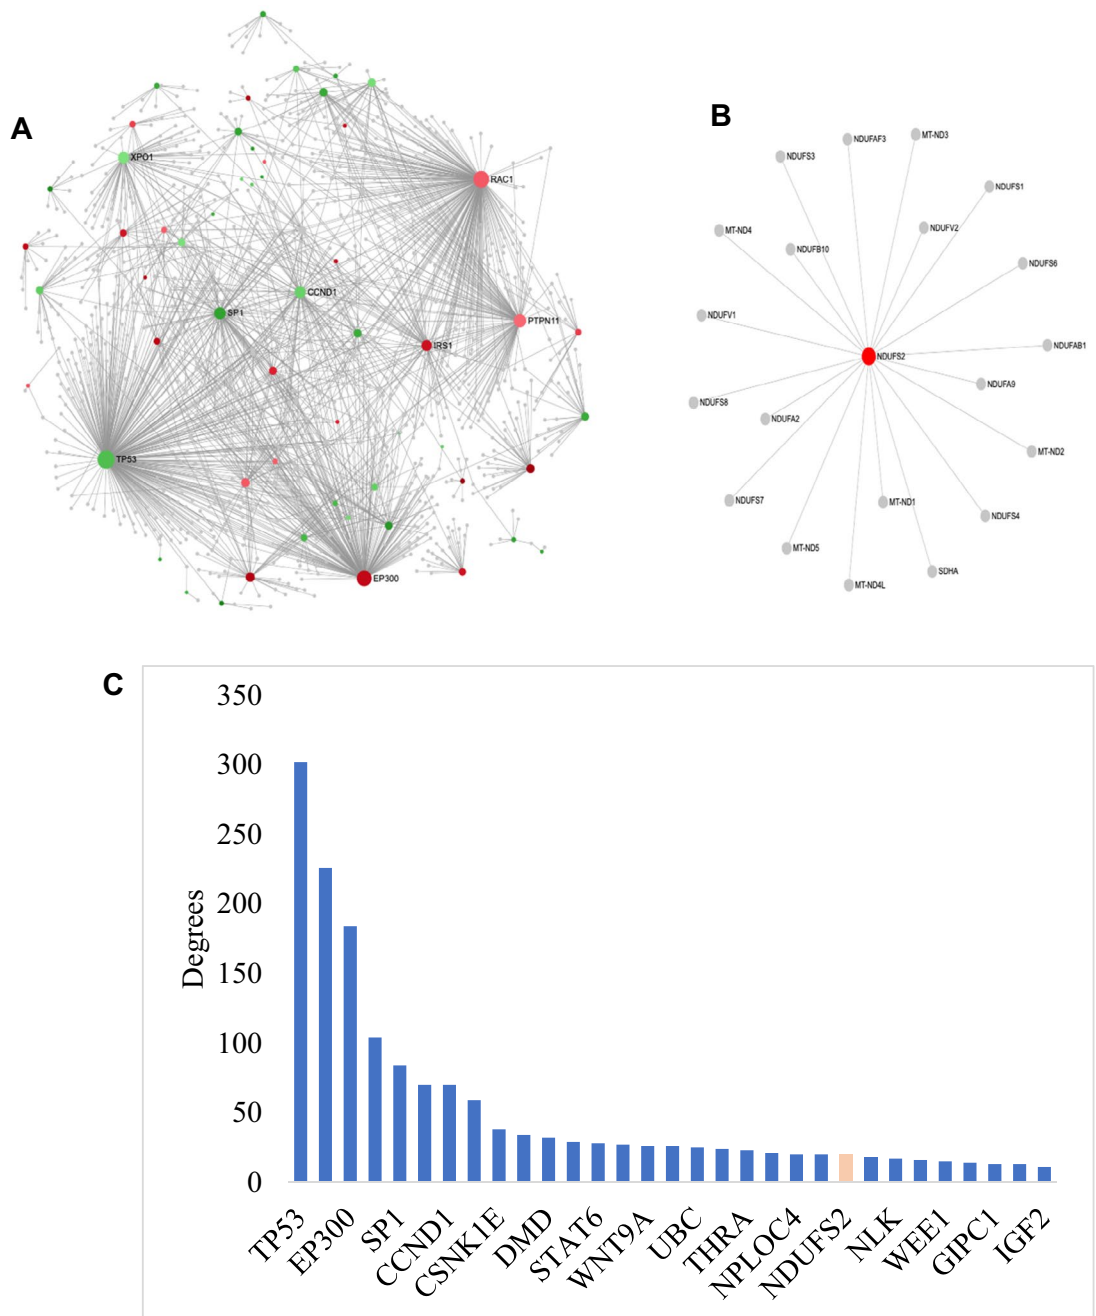 A
XPO1
RAC1
CCND1
SP1
PTPN11
IRS1
TP53
EP300
B
MT-ND3
NDUFAF3
NDUFS3
NDUFS1
NDUFV2
MT-ND4
NDUFB10
NDUFS6
NDUFV1
NDUFAB1
NDUFS2
NDUFA9
NDUFS8
NDUFA2
MT-ND2
NDUFS7
MT-ND1
NDUFS4
MT-ND5
SDHA
MT-ND4L
C
350
300
250
200
150
100
50
0
Degrees
TP53
EP300
SP1
CCND1
CSNK1E
DMD
STAT6
WNT9A
UBC
THRA
NPLOC4
NDUFS2
NLK
WEE1
GIPC1
IGF2